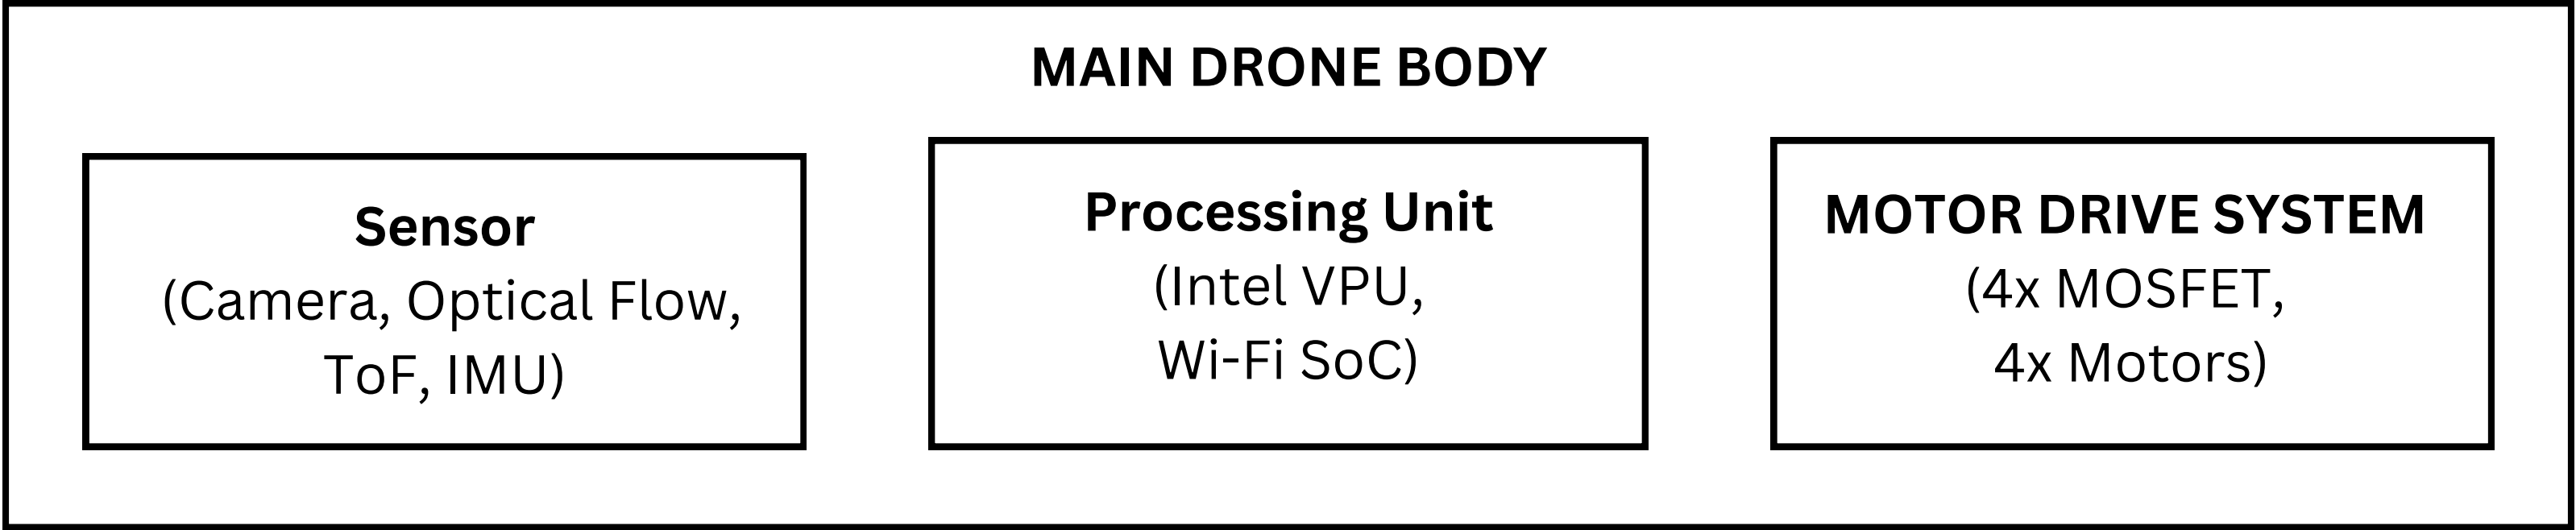 MAIN DRONE BODY
Sensor
(Camera, Optical Flow,
ToF, IMU)
Processing Unit
(Intel VPU,
Wi-Fi SoC)
MOTOR DRIVE SYSTEM
(4x MOSFET,
4x Motors)